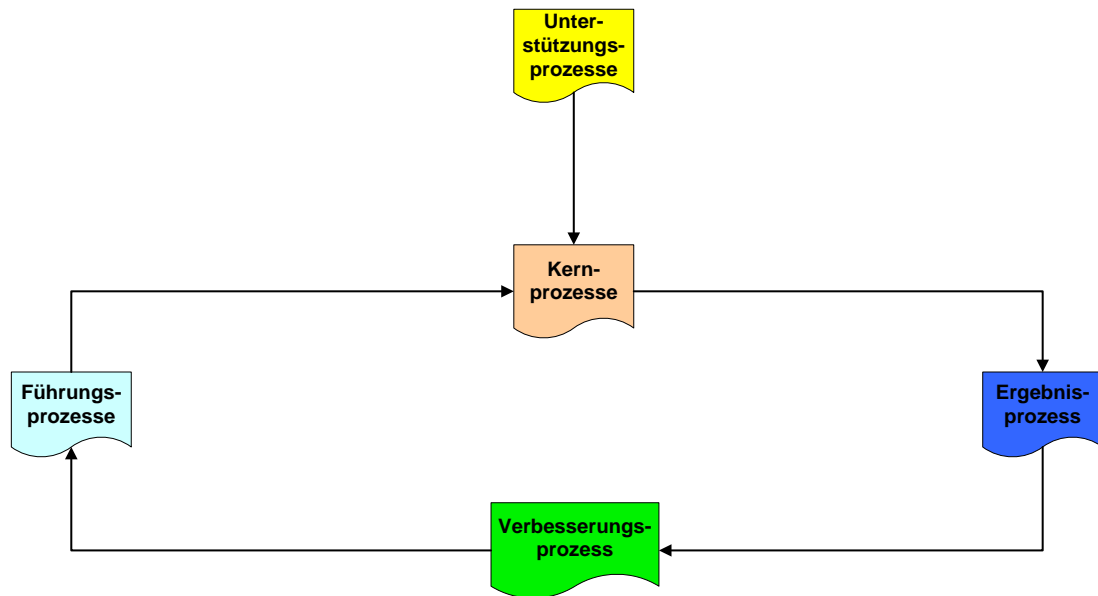 Unter-
stützungs-
prozesse
Kern-
prozesse
Führungs-
prozesse
Ergebnis-
prozess
Verbesserungs-
prozess